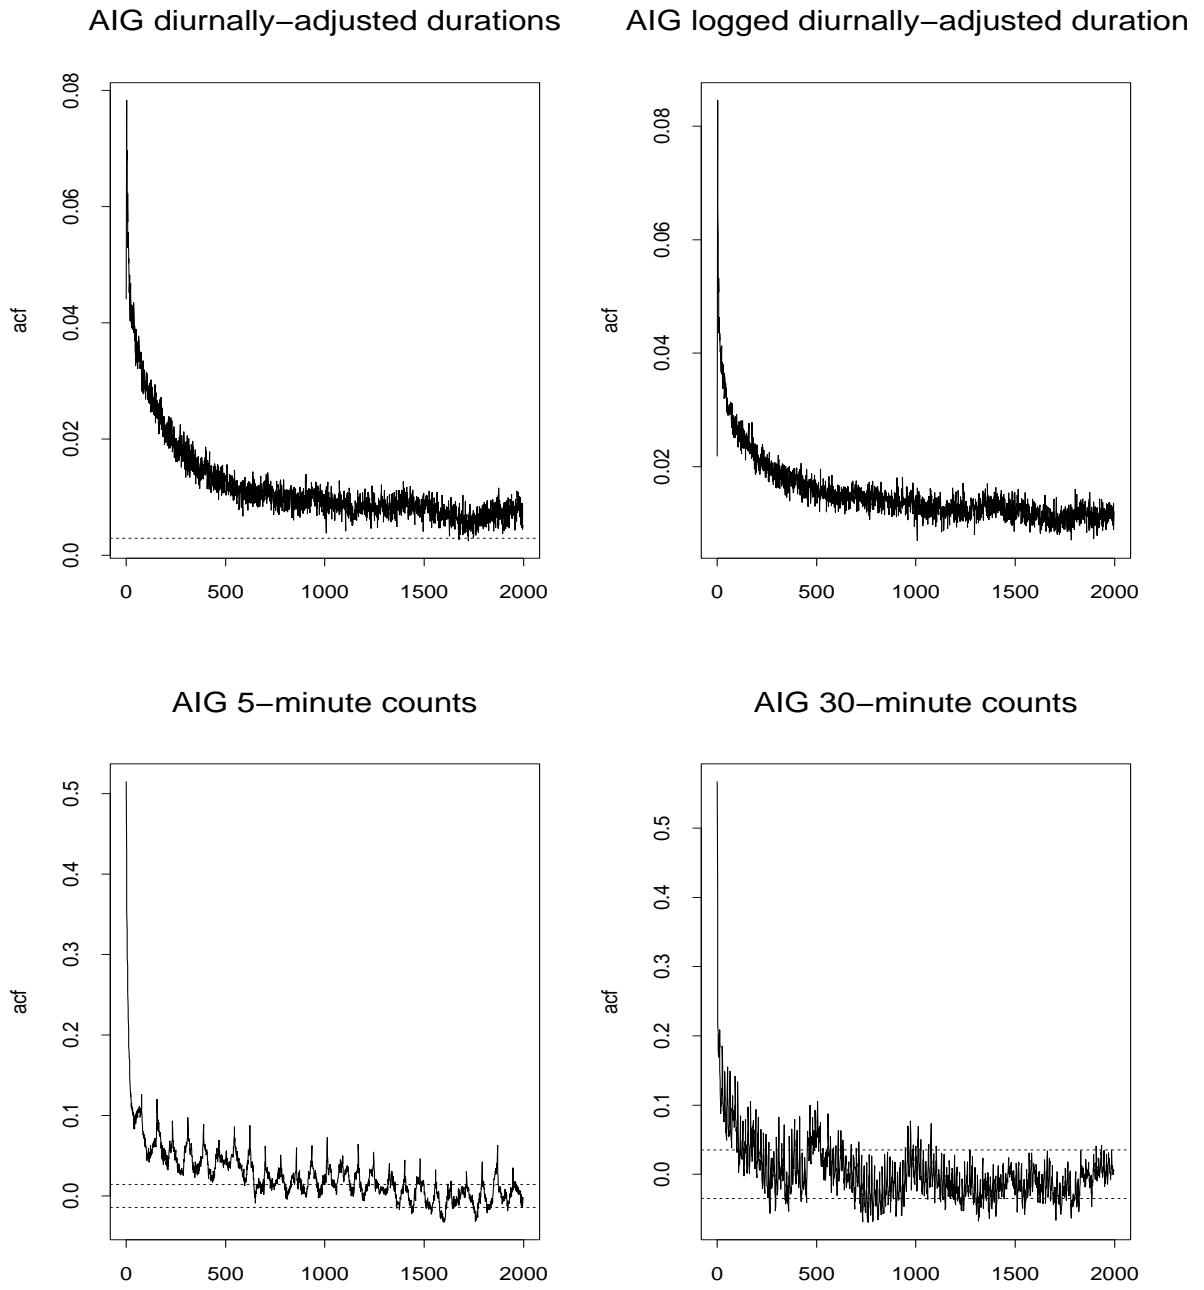 AIG diurnally−adjusted durations
AIG logged diurnally−adjusted duration
acf
0.08
0.06
0.04
0.02
0.0
0 500 1000 1500 2000
acf
0.08
0.06
0.04
0.02
0 500 1000 1500 2000
AIG 5−minute counts
AIG 30−minute counts
acf
0.5
0.4
0.3
0.2
0.1
0.0
0 500 1000 1500 2000
acf
0.5
0.4
0.3
0.2
0.1
0.0
0 500 1000 1500 2000